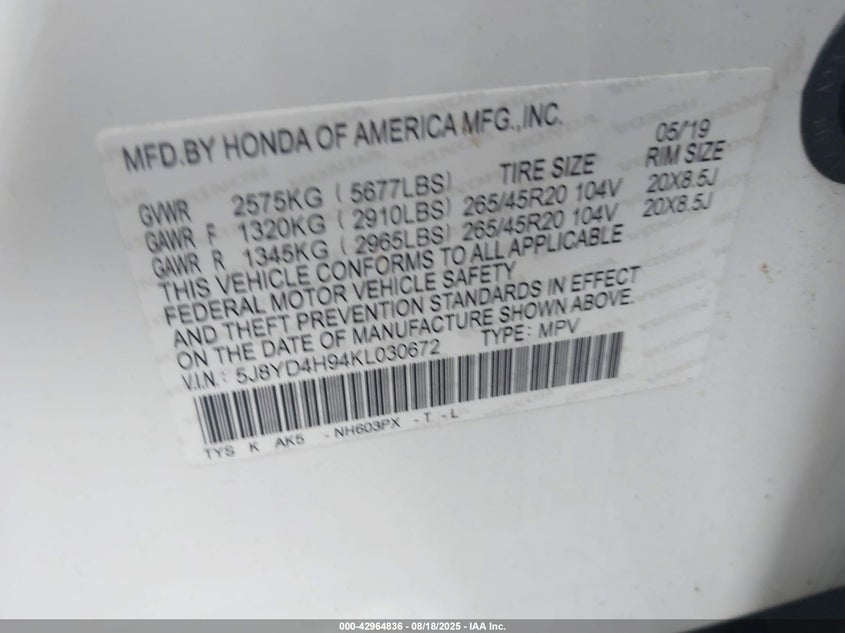 MFD.BY HONDA OF AMERICA MFG.,INC. 05/19
GVWR 2575KG ( 5677LBS) TIRE SIZE RIM SIZE
GAWR F 1320KG ( 2910LBS) 265/45R20 104V 20X8.5J
GAWR R 1345KG ( 2965LBS) 265/45R20 104V 20X8.5J
THIS VEHICLE CONFORMS TO ALL APPLICABLE
FEDERAL MOTOR VEHICLE SAFETY
AND THEFT PREVENTION STANDARDS IN EFFECT
ON THE DATE OF MANUFACTURE SHOWN ABOVE.
V.I.N.: 5J8YD4H94KL030672 TYPE: MPV
TYS K AK5 -NH603PX -T -L
000-42964836 - 08/18/2025 - IAA Inc.